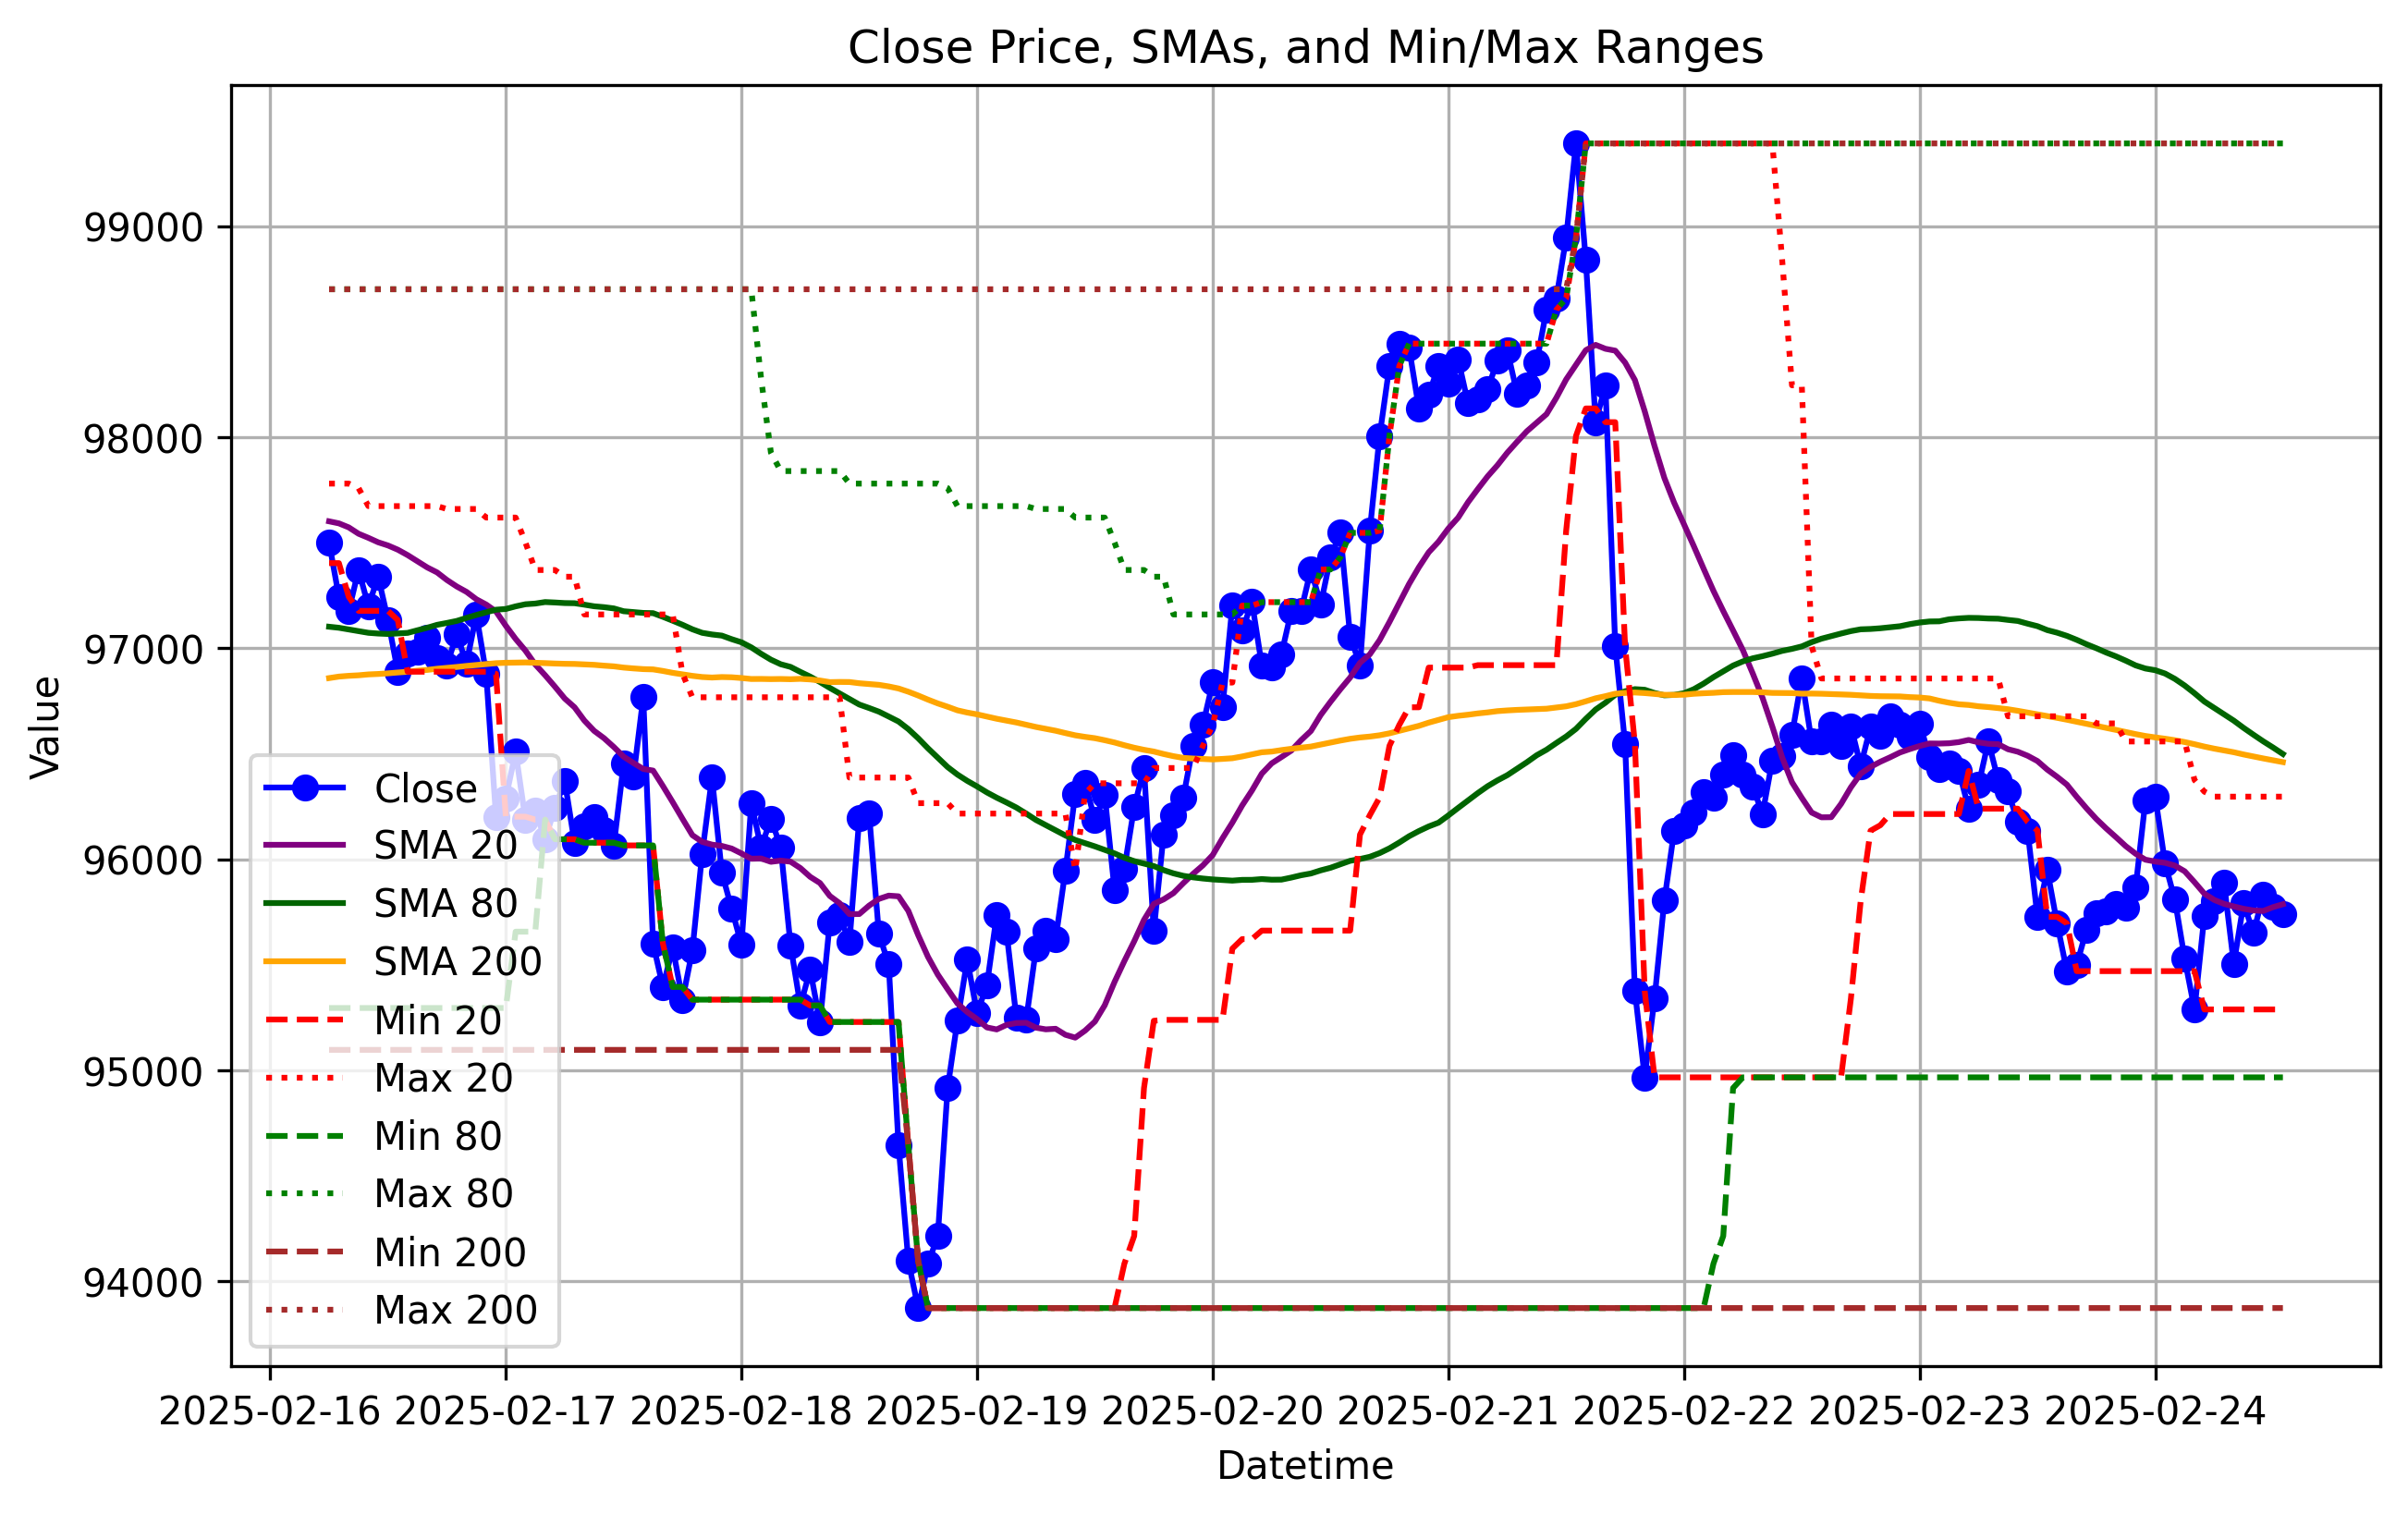 Close Price, SMAs, and Min/Max Ranges
Value
99000
98000
97000
96000
95000
94000
Close
SMA 20
SMA 80
SMA 200
Min 20
Max 20
Min 80
Max 80
Min 200
Max 200
2025-02-16 2025-02-17 2025-02-18 2025-02-19 2025-02-20 2025-02-21 2025-02-22 2025-02-23 2025-02-24
Datetime